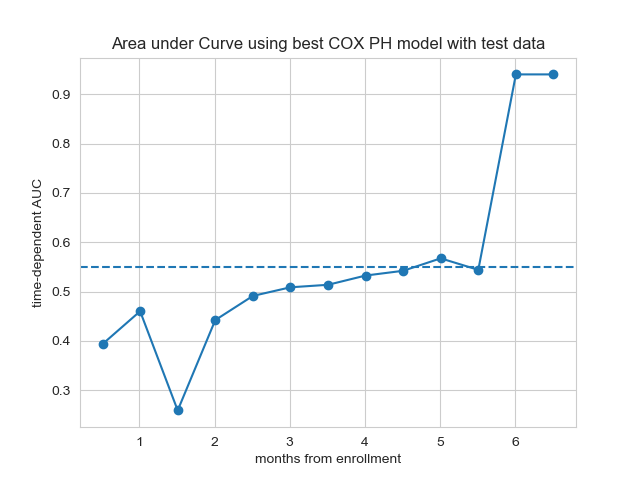 Area under Curve using best COX PH model with test data
time-dependent AUC
0.9
0.8
0.7
0.6
0.5
0.4
0.3
1 2 3 4 5 6
months from enrollment